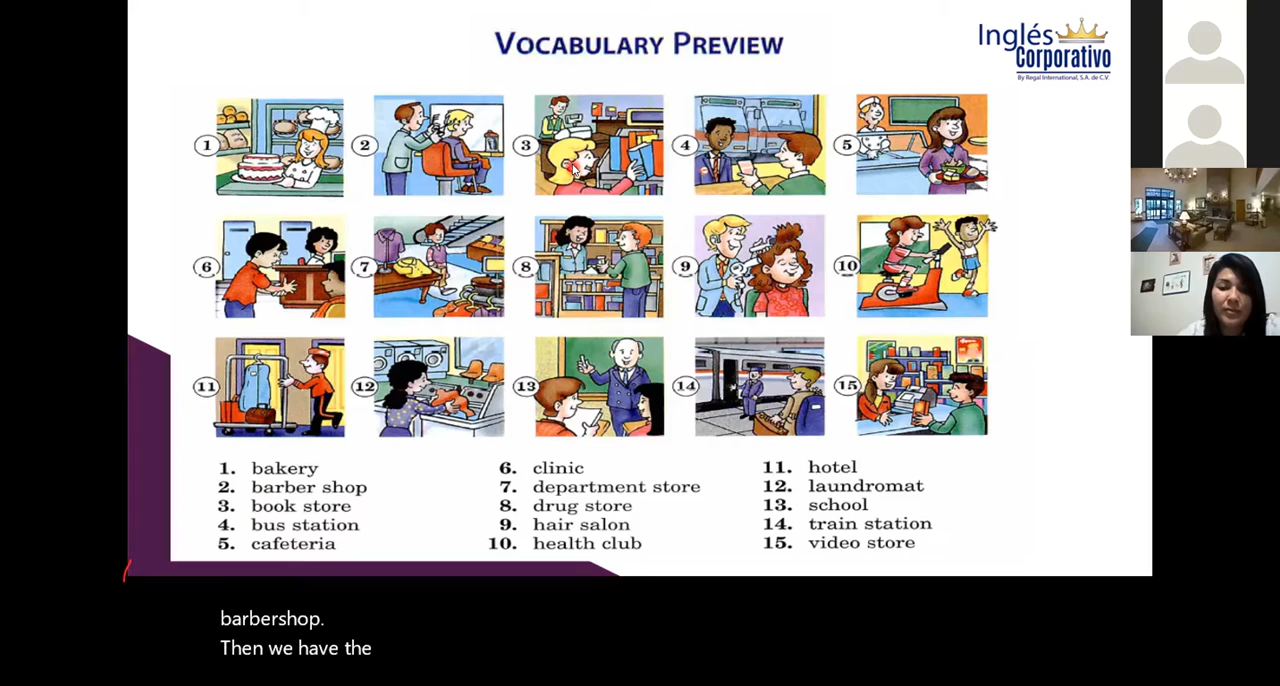 VOCABULARY PREVIEW
Inglés
Corporativo
By Regal International, S.A. de C.V.
1
2
3
4
5
6
7
8
9
10
11
12
13
14
15
1. bakery
2. barber shop
3. book store
4. bus station
5. cafeteria
6. clinic
7. department store
8. drug store
9. hair salon
10. health club
11. hotel
12. laundromat
13. school
14. train station
15. video store
barbershop.
Then we have the